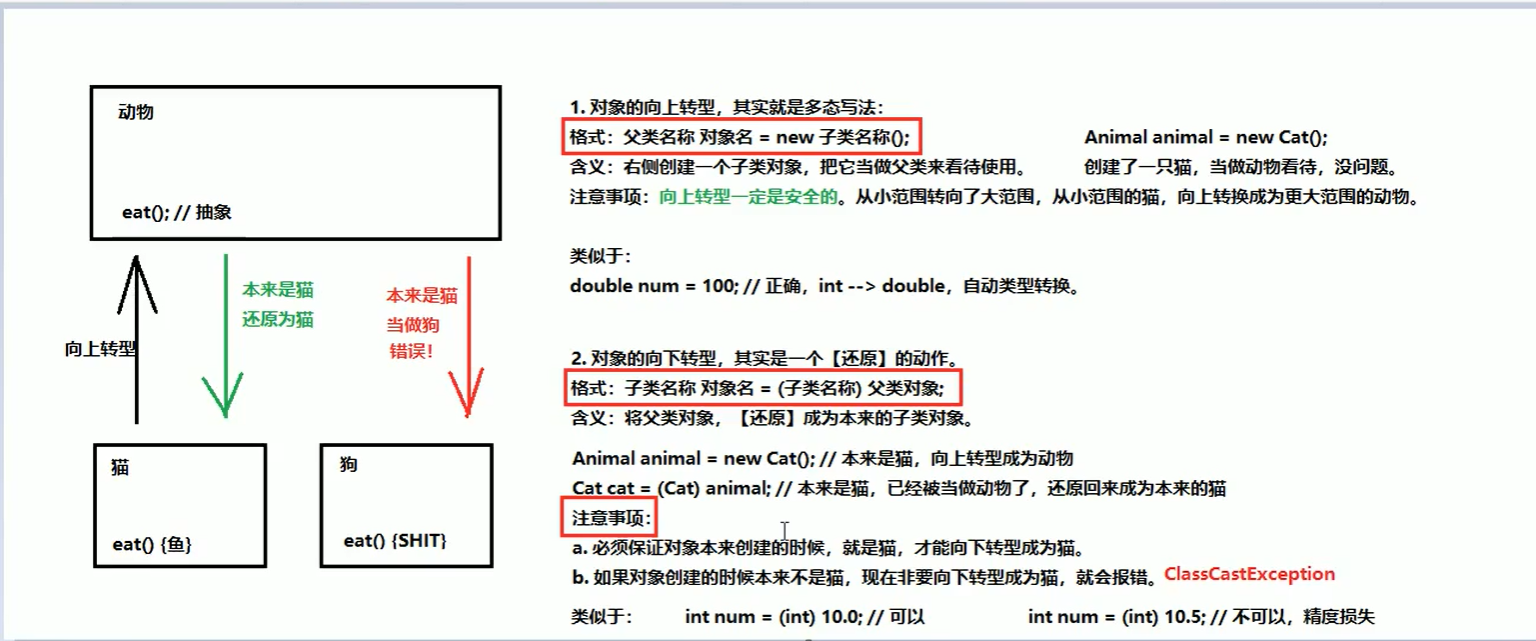 动物
eat(); // 抽象
向上转型
本来是猫
还原为猫
本来是猫
当做狗
错误！
猫
eat() {鱼}
狗
eat() {SHIT}
1. 对象的向上转型，其实就是多态写法：
格式：父类名称 对象名 = new 子类名称();
Animal animal = new Cat();
含义：右侧创建一个子类对象，把它当做父类来看待使用。
创建了一只猫，当做动物看待，没问题。
注意事项：向上转型一定是安全的。从小范围转向了大范围，从小范围的猫，向上转换成为更大范围的动物。
类似于：
double num = 100; // 正确，int --> double，自动类型转换。
2. 对象的向下转型，其实是一个【还原】的动作。
格式：子类名称 对象名 = (子类名称) 父类对象;
含义：将父类对象，【还原】成为本来的子类对象。
Animal animal = new Cat(); // 本来是猫，向上转型成为动物
Cat cat = (Cat) animal; // 本来是猫，已经被当做动物了，还原回来成为本来的猫
注意事项：
a. 必须保证对象本来创建的时候，就是猫，才能向下转型成为猫。
b. 如果对象创建的时候本来不是猫，现在非要向下转型成为猫，就会报错。ClassCastException
类似于： int num = (int) 10.0; // 可以 int num = (int) 10.5; // 不可以，精度损失